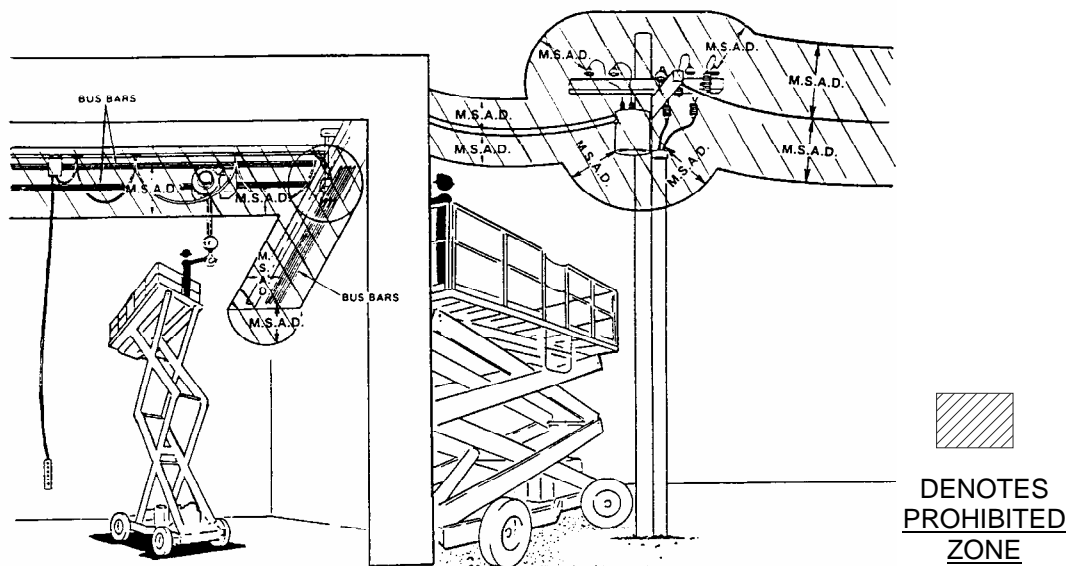 BUS BARS
M.S.A.D.
M.S.A.D.
M.
S.
A.
D.
BUS BARS
M.S.A.D.
M.S.A.D.
M.S.A.D.
M.S.A.D.
M.S.A.D.
M.S.A.D.
M.S.A.D.
M.S.A.D.
M.S.A.D.
DENOTES
PROHIBITED
ZONE